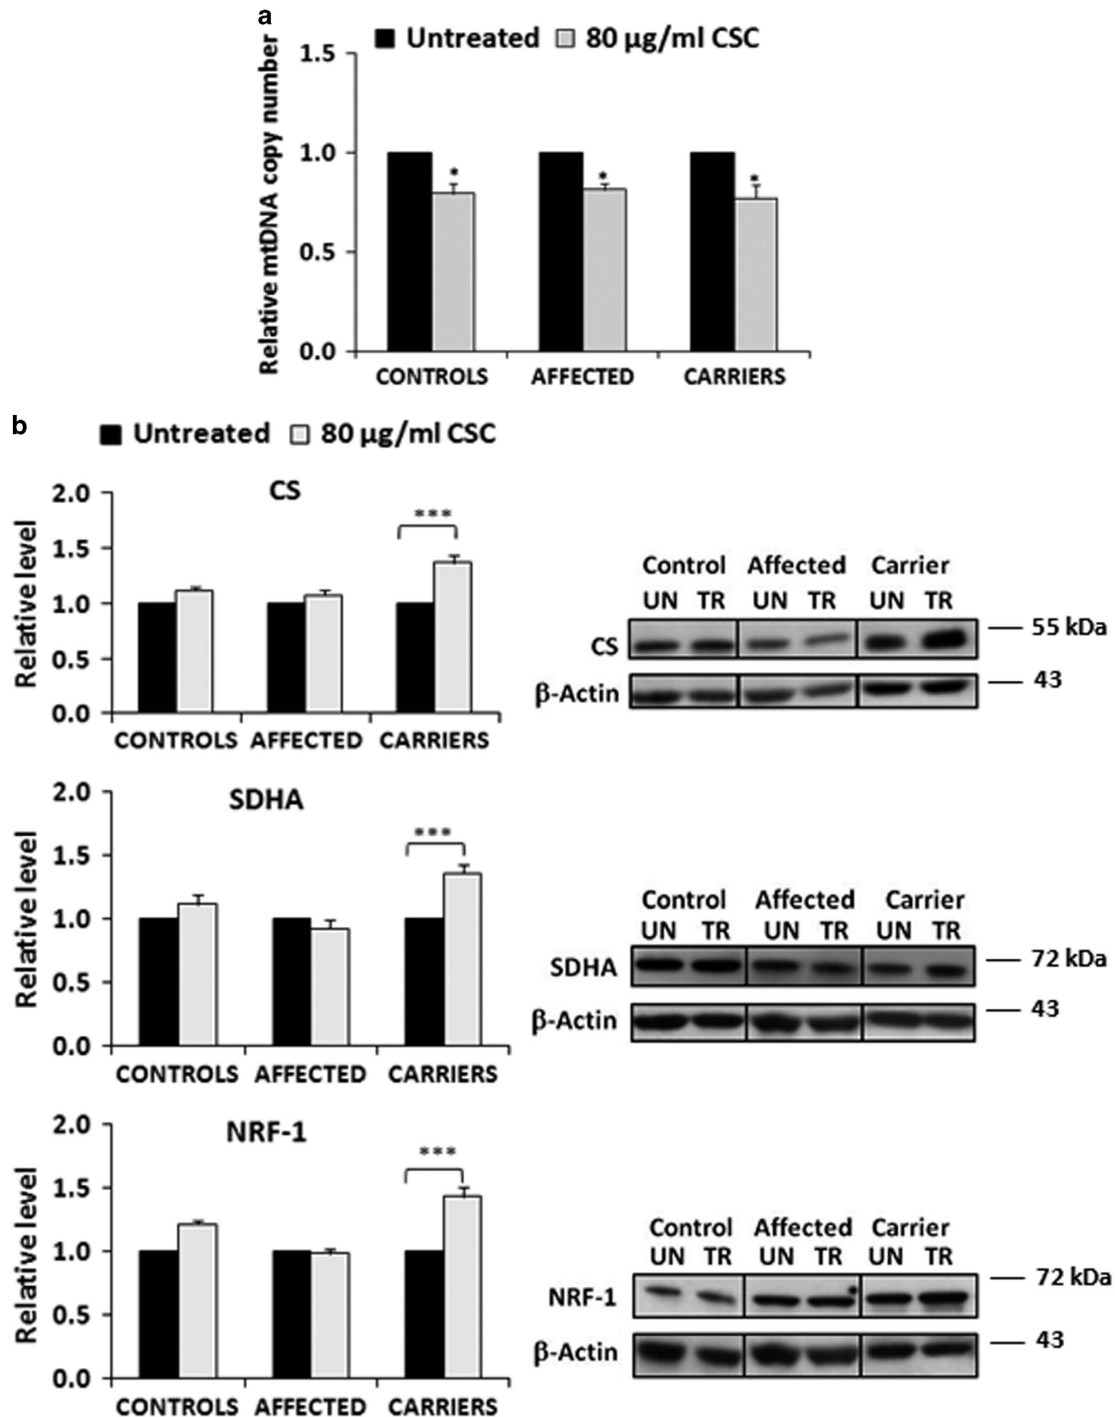 a
Untreated 80 µg/ml CSC
Relative mtDNA copy number
1.5
1.0
0.5
0.0
* * *
CONTROLS AFFECTED CARRIERS
b
Untreated 80 µg/ml CSC
CS
Relative level
2.0
1.5
1.0
0.5
0.0
***
CONTROLS AFFECTED CARRIERS
Control Affected Carrier
UN TR UN TR UN TR
CS
55 kDa
β-Actin
43
SDHA
Relative level
2.0
1.5
1.0
0.5
0.0
***
CONTROLS AFFECTED CARRIERS
Control Affected Carrier
UN TR UN TR UN TR
SDHA
72 kDa
β-Actin
43
NRF-1
Relative level
2.0
1.5
1.0
0.5
0.0
***
CONTROLS AFFECTED CARRIERS
Control Affected Carrier
UN TR UN TR UN TR
NRF-1
72 kDa
β-Actin
43